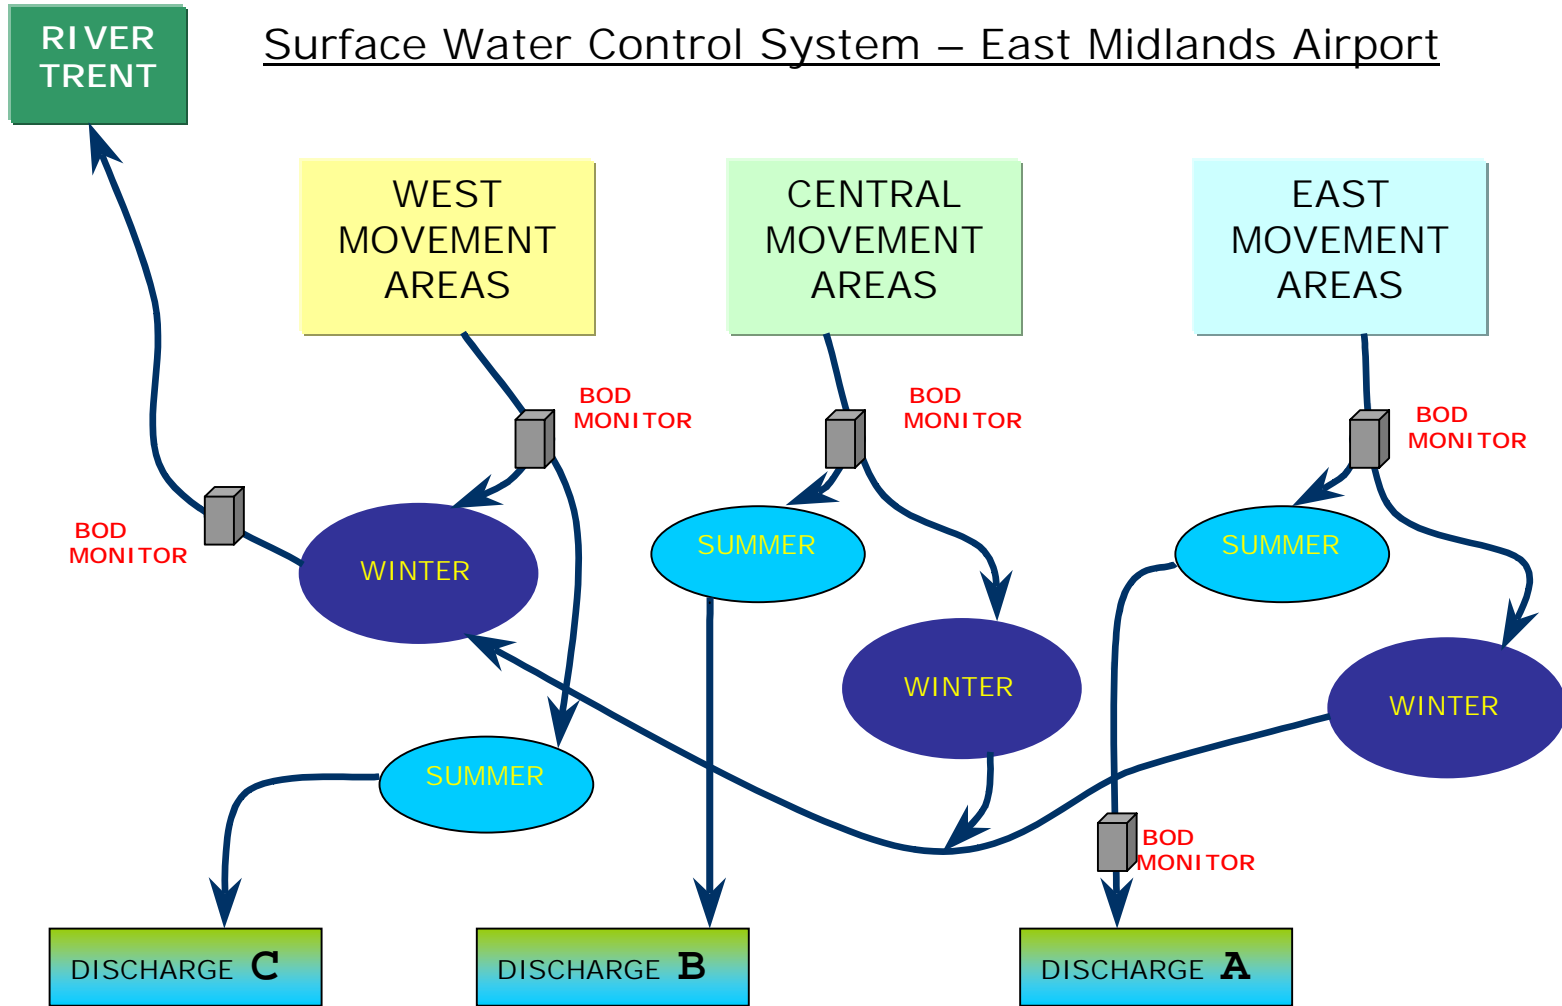 RIVER
TRENT
Surface Water Control System – East Midlands Airport
WEST
MOVEMENT
AREAS
CENTRAL
MOVEMENT
AREAS
EAST
MOVEMENT
AREAS
BOD
MONITOR
BOD
MONITOR
BOD
MONITOR
BOD
MONITOR
WINTER
SUMMER
SUMMER
WINTER
WINTER
SUMMER
BOD
MONITOR
DISCHARGE C
DISCHARGE B
DISCHARGE A